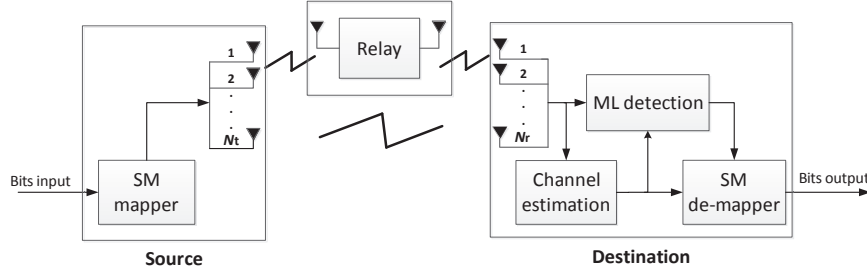 1
2
.
.
.
Nt
Bits input
SM
mapper
Source
Relay
1
2
.
.
.
Nr
ML detection
Channel
estimation
SM
de-mapper
Bits output
Destination